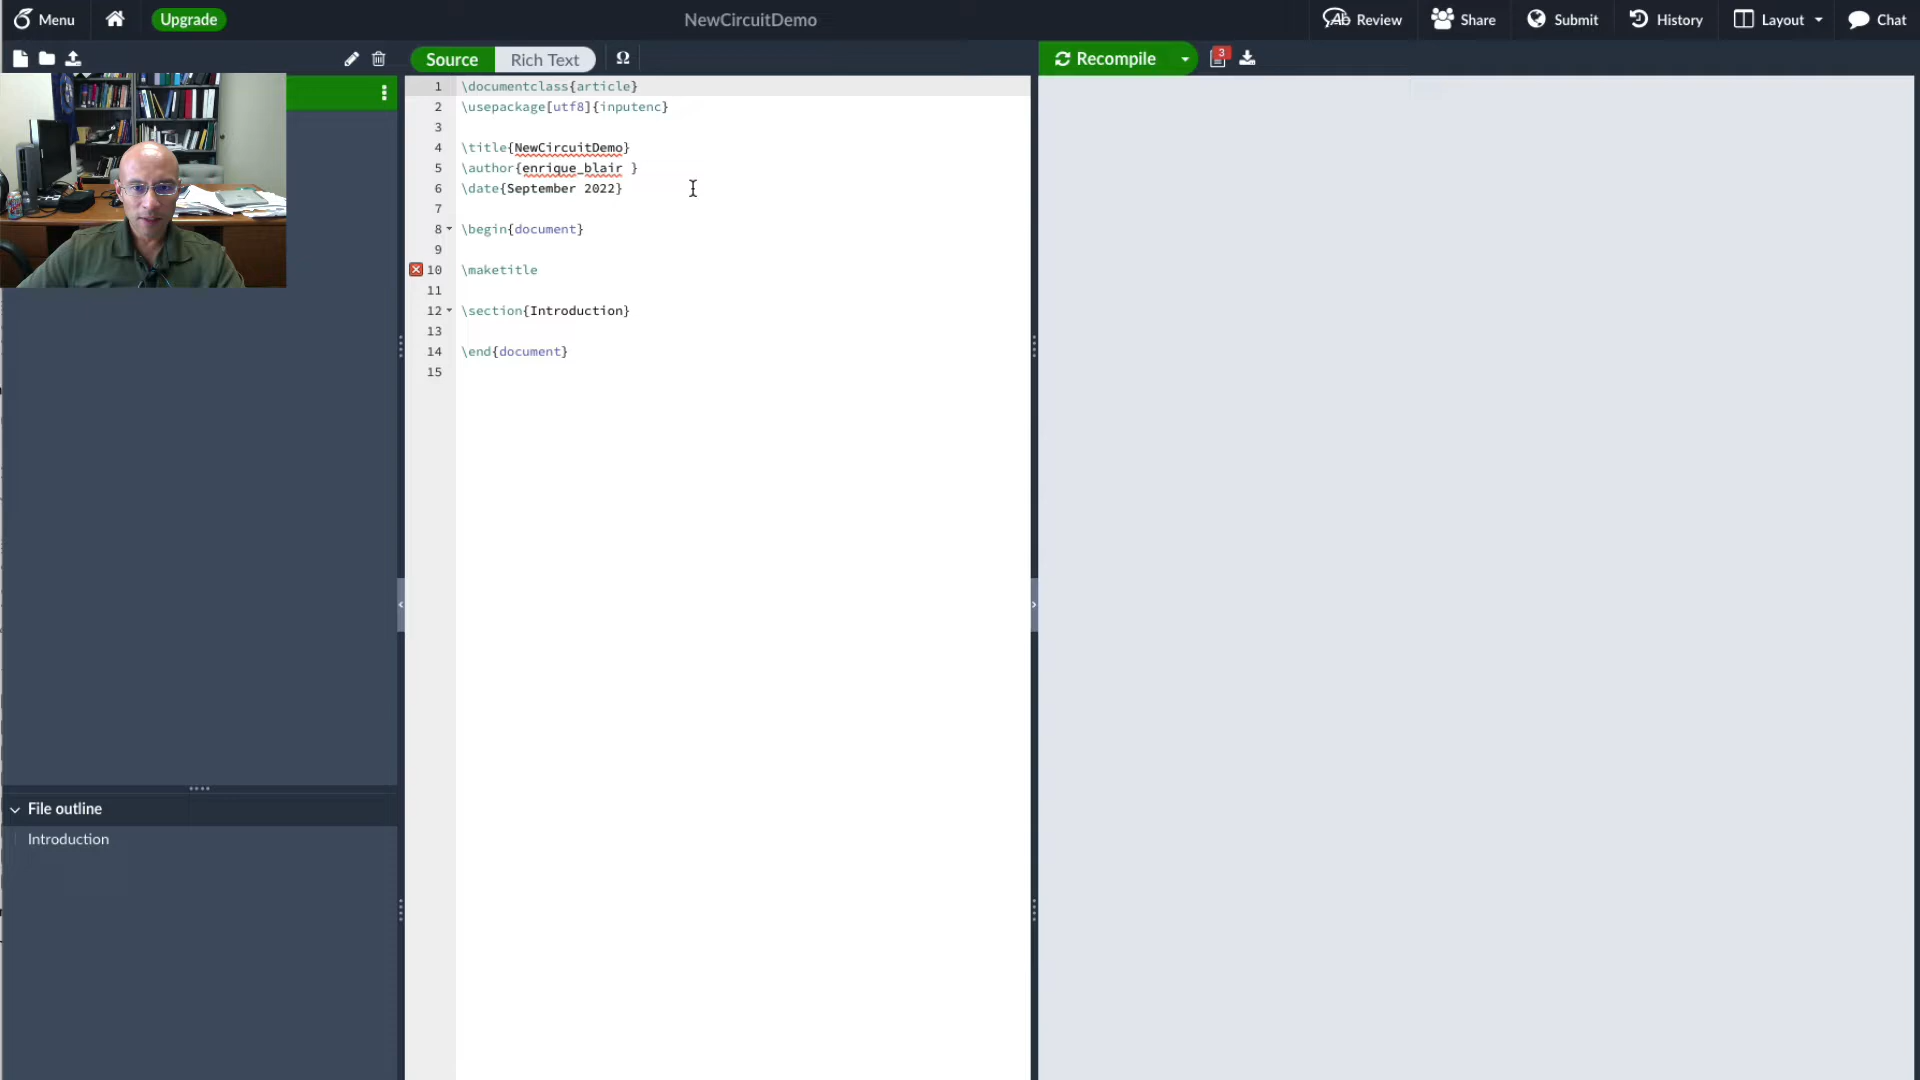 Menu
Upgrade
NewCircuitDemo
Review
Share
Submit
History
Layout
Chat
Source
Rich Text
Ω
Recompile
3
1 \documentclass{article}
2 \usepackage[utf8]{inputenc}
3
4 \title{NewCircuitDemo}
5 \author{enrique_blair }
6 \date{September 2022}
7
8 \begin{document}
9
10 \maketitle
11
12 \section{Introduction}
13
14 \end{document}
15
File outline
Introduction